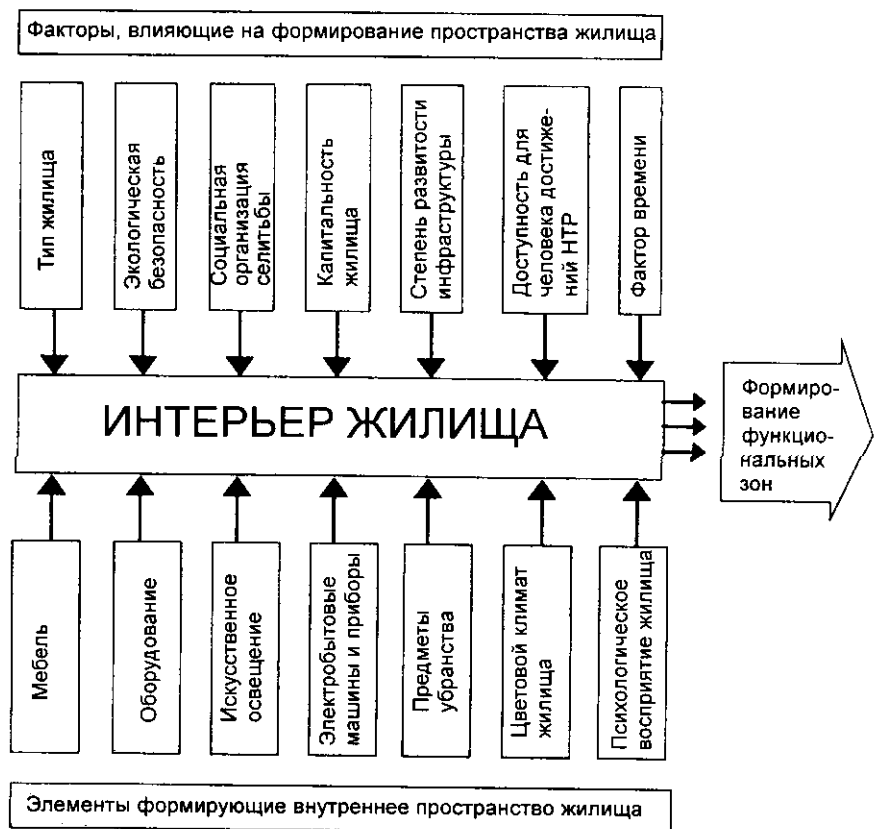 Факторы, влияющие на формирование пространства жилища
Тип жилища
Экологическая
безопасность
Социальная
организация
селитьбы
Капитальность
жилища
Степень развитости
инфраструктуры
Доступность для
человека достиже-
ний НТР
Фактор времени
ИНТЕРЬЕР ЖИЛИЩА
Формиро-
вание
функцио-
нальных
зон
Мебель
Оборудование
Искусственное
освещение
Электробытовые
машины и приборы
Предметы
убранства
Цветовой климат
жилища
Психологическое
восприятие жилища
Элементы формирующие внутреннее пространство жилища